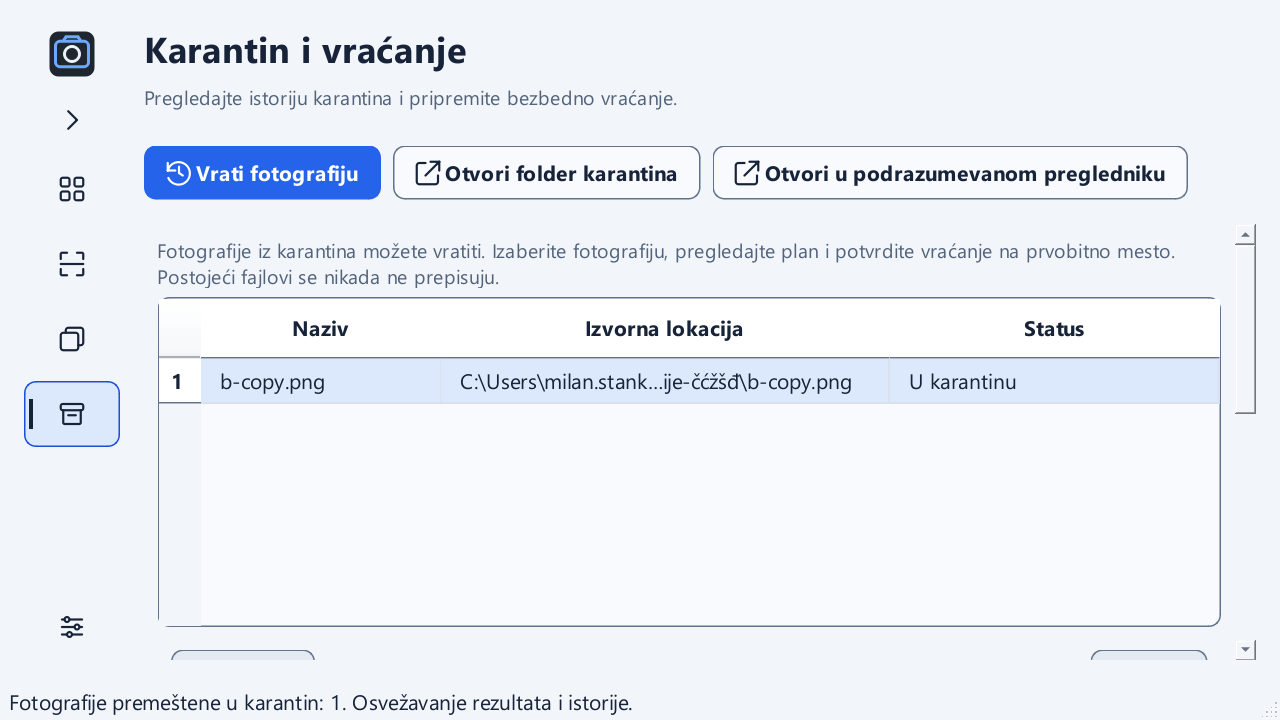 Karantin i vraćanje
Pregledajte istoriju karantina i pripremite bezbedno vraćanje.
Vrati fotografiju
Otvori folder karantina
Otvori u podrazumevanom pregledniku
Fotografije iz karantina možete vratiti. Izaberite fotografiju, pregledajte plan i potvrdite vraćanje na prvobitno mesto.
Postojeći fajlovi se nikada ne prepisuju.
Naziv Izvorna lokacija Status
1 b-copy.png C:\Users\milan.stank...ije-čćžšđ\b-copy.png U karantinu
Fotografije premeštene u karantin: 1. Osvežavanje rezultata i istorije.